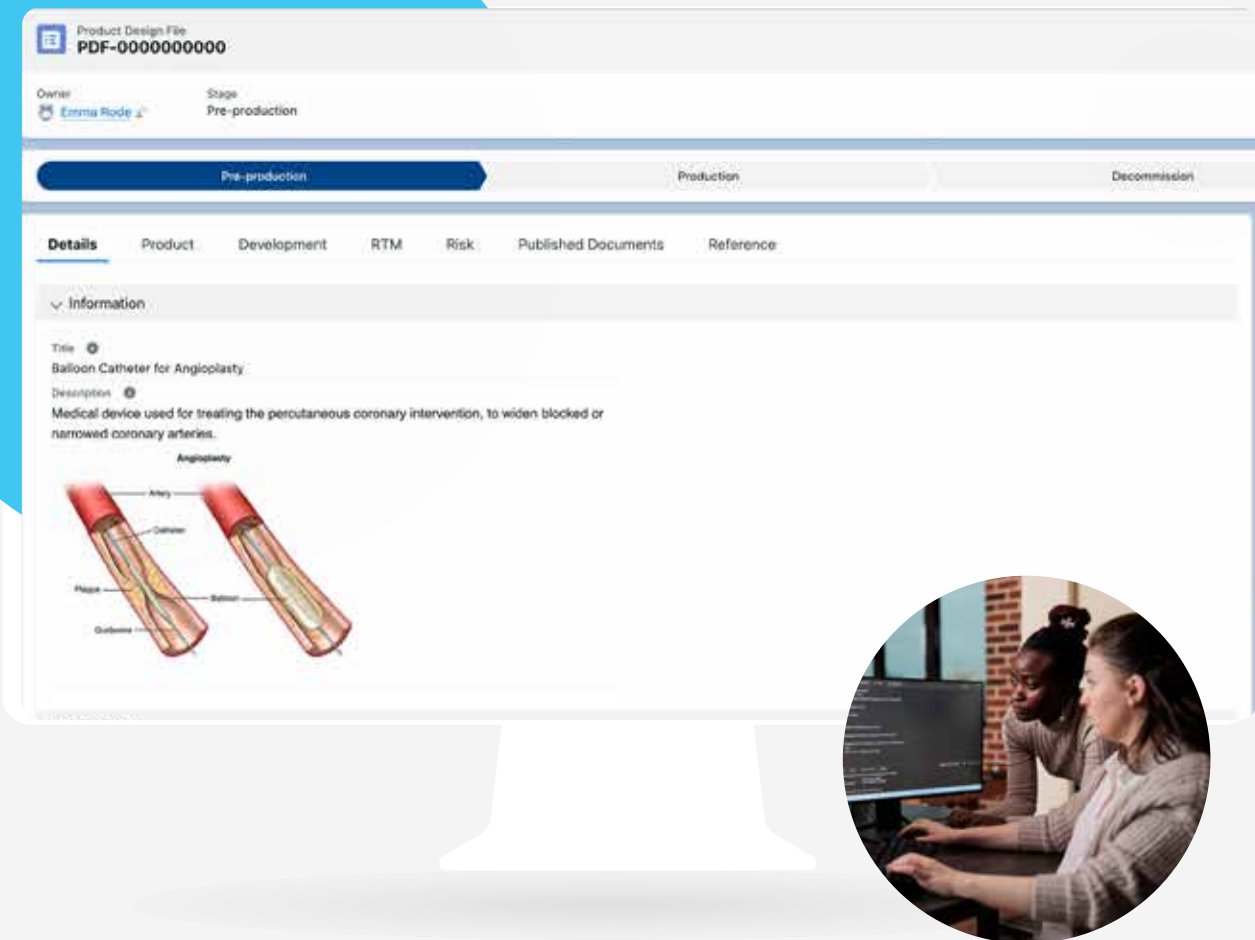 Product Design File
PDF-0000000000
Owner
Stage
Emma Rode
Pre-production
Pre-production
Production
Decommission
Details
Product
Development
RTM
Risk
Published Documents
Reference
Information
Title
Balloon Catheter for Angioplasty
Description
Medical device used for treating the percutaneous coronary intervention, to widen blocked or
narrowed coronary arteries.
Angioplasty
Artery
Catheter
Plaque
Balloon
Guidewire